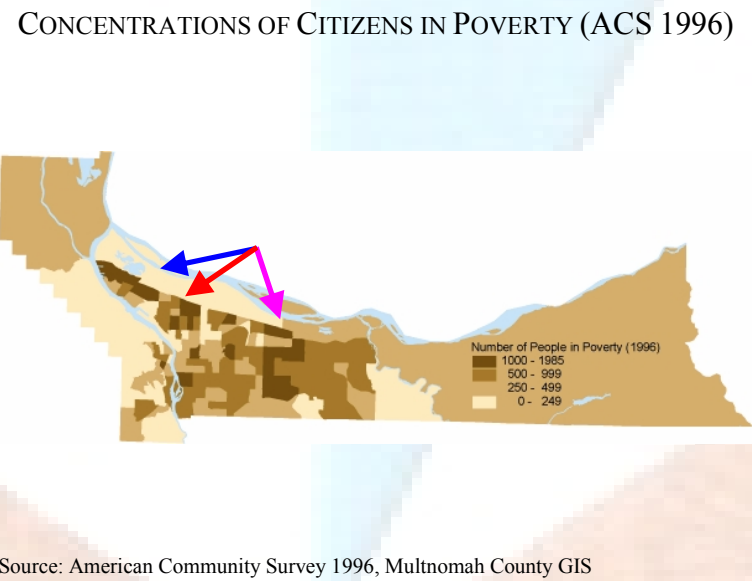 CONCENTRATIONS OF CITIZENS IN POVERTY (ACS 1996)
Number of People in Poverty (1996)
1000 - 1985
500 - 999
250 - 499
0 - 249
Source: American Community Survey 1996, Multnomah County GIS